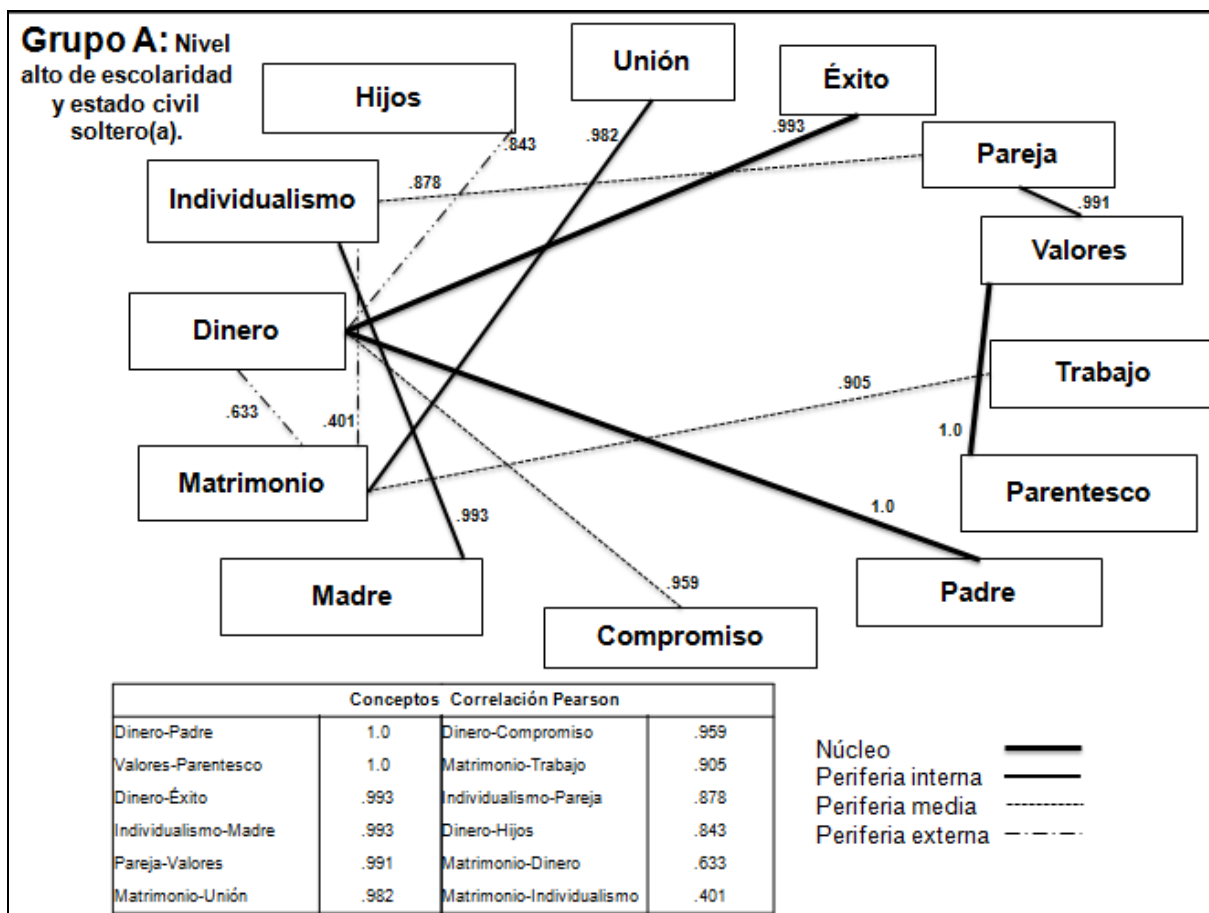 Grupo A: Nivel
alto de escolaridad
y estado civil
soltero(a).
Unión
Éxito
Hijos
.982
.993
.843
Pareja
Individualismo
.878
.991
Valores
Dinero
Trabajo
.905
.633
.401
1.0
Matrimonio
Parentesco
.993
1.0
Madre
.959
Padre
Compromiso
Conceptos Correlación Pearson
Dinero-Padre 1.0 Dinero-Compromiso .959
Valores-Parentesco 1.0 Matrimonio-Trabajo .905
Dinero-Éxito .993 Individualismo-Pareja .878
Individualismo-Madre .993 Dinero-Hijos .843
Pareja-Valores .991 Matrimonio-Dinero .633
Matrimonio-Unión .982 Matrimonio-Individualismo .401
Núcleo
Periferia interna
Periferia media
Periferia externa